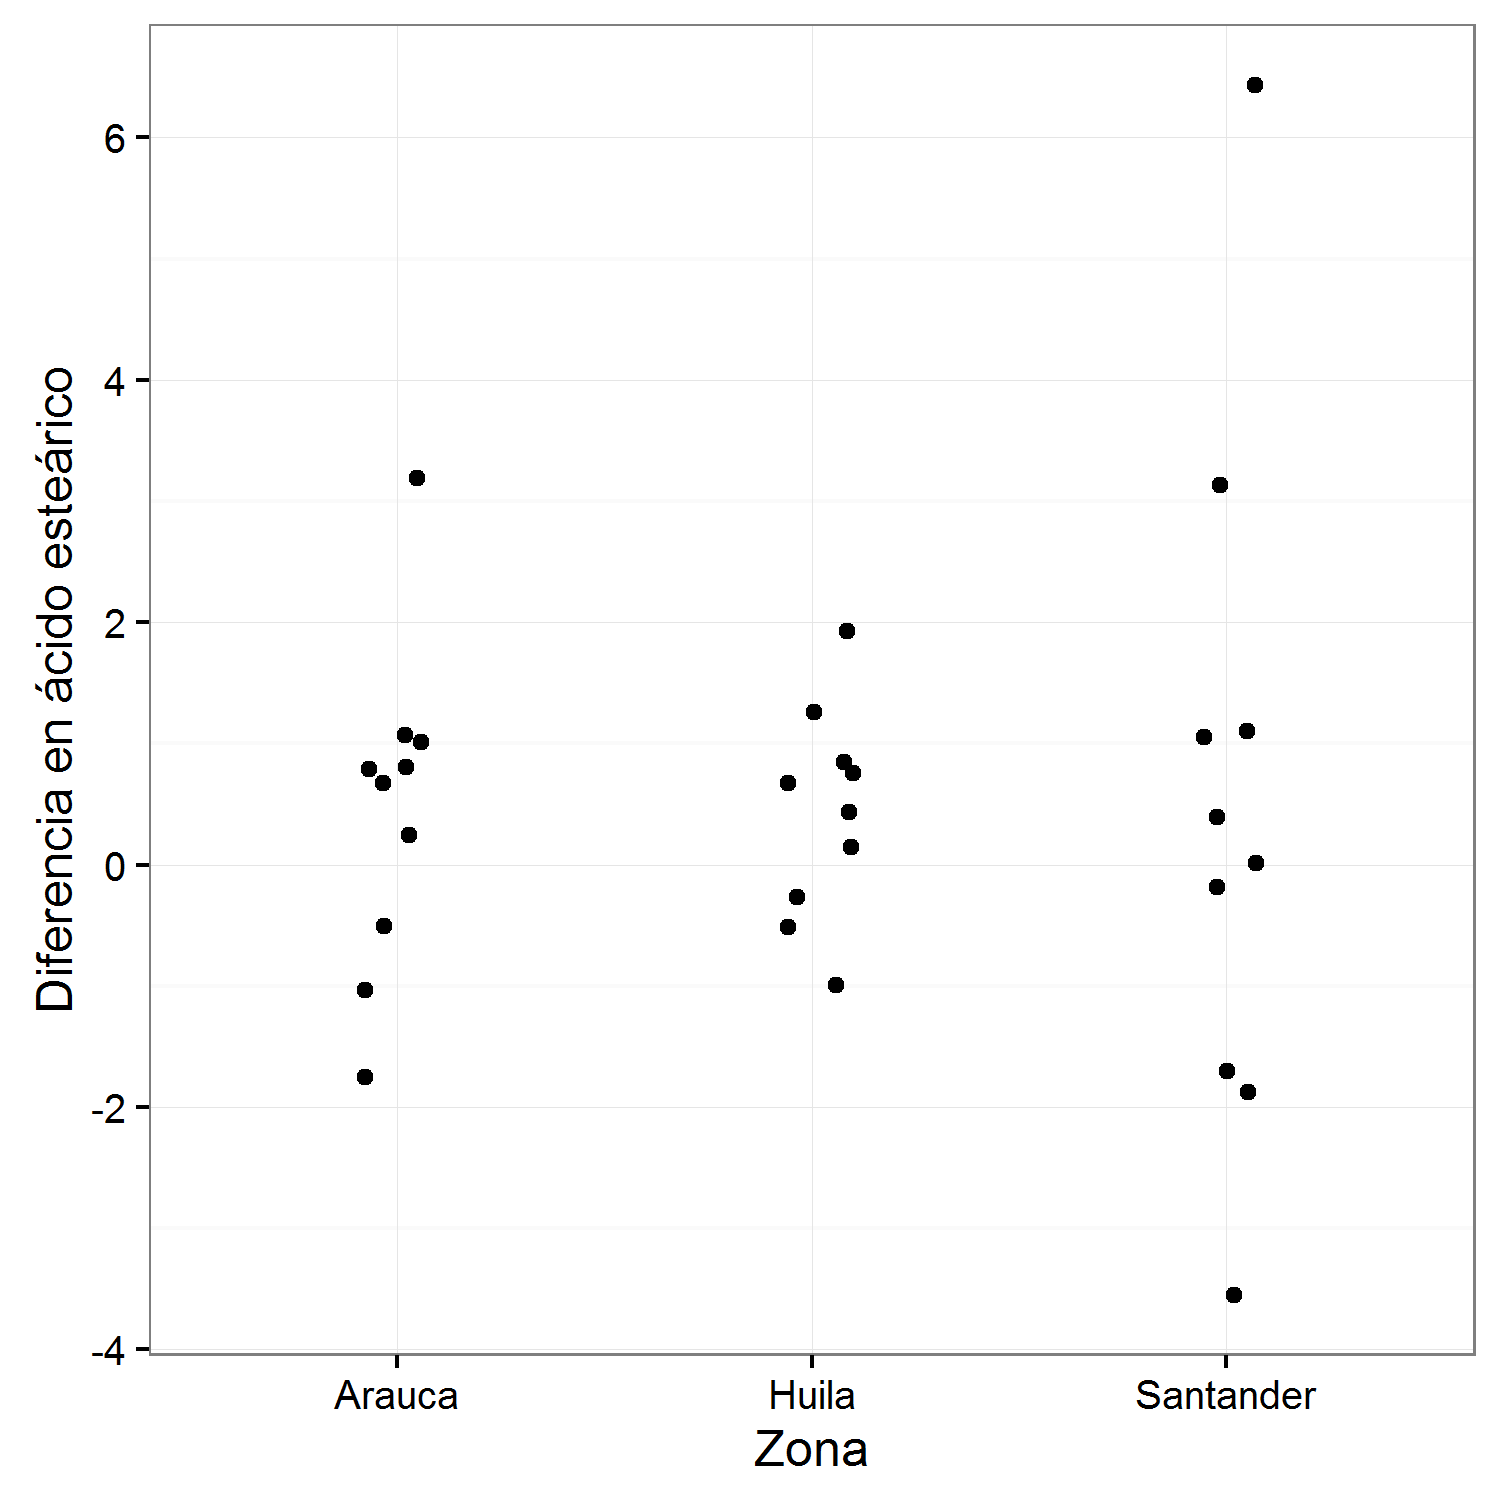 Diferencia en ácido esteárico
6
4
2
0
-2
-4
Arauca
Huila
Santander
Zona